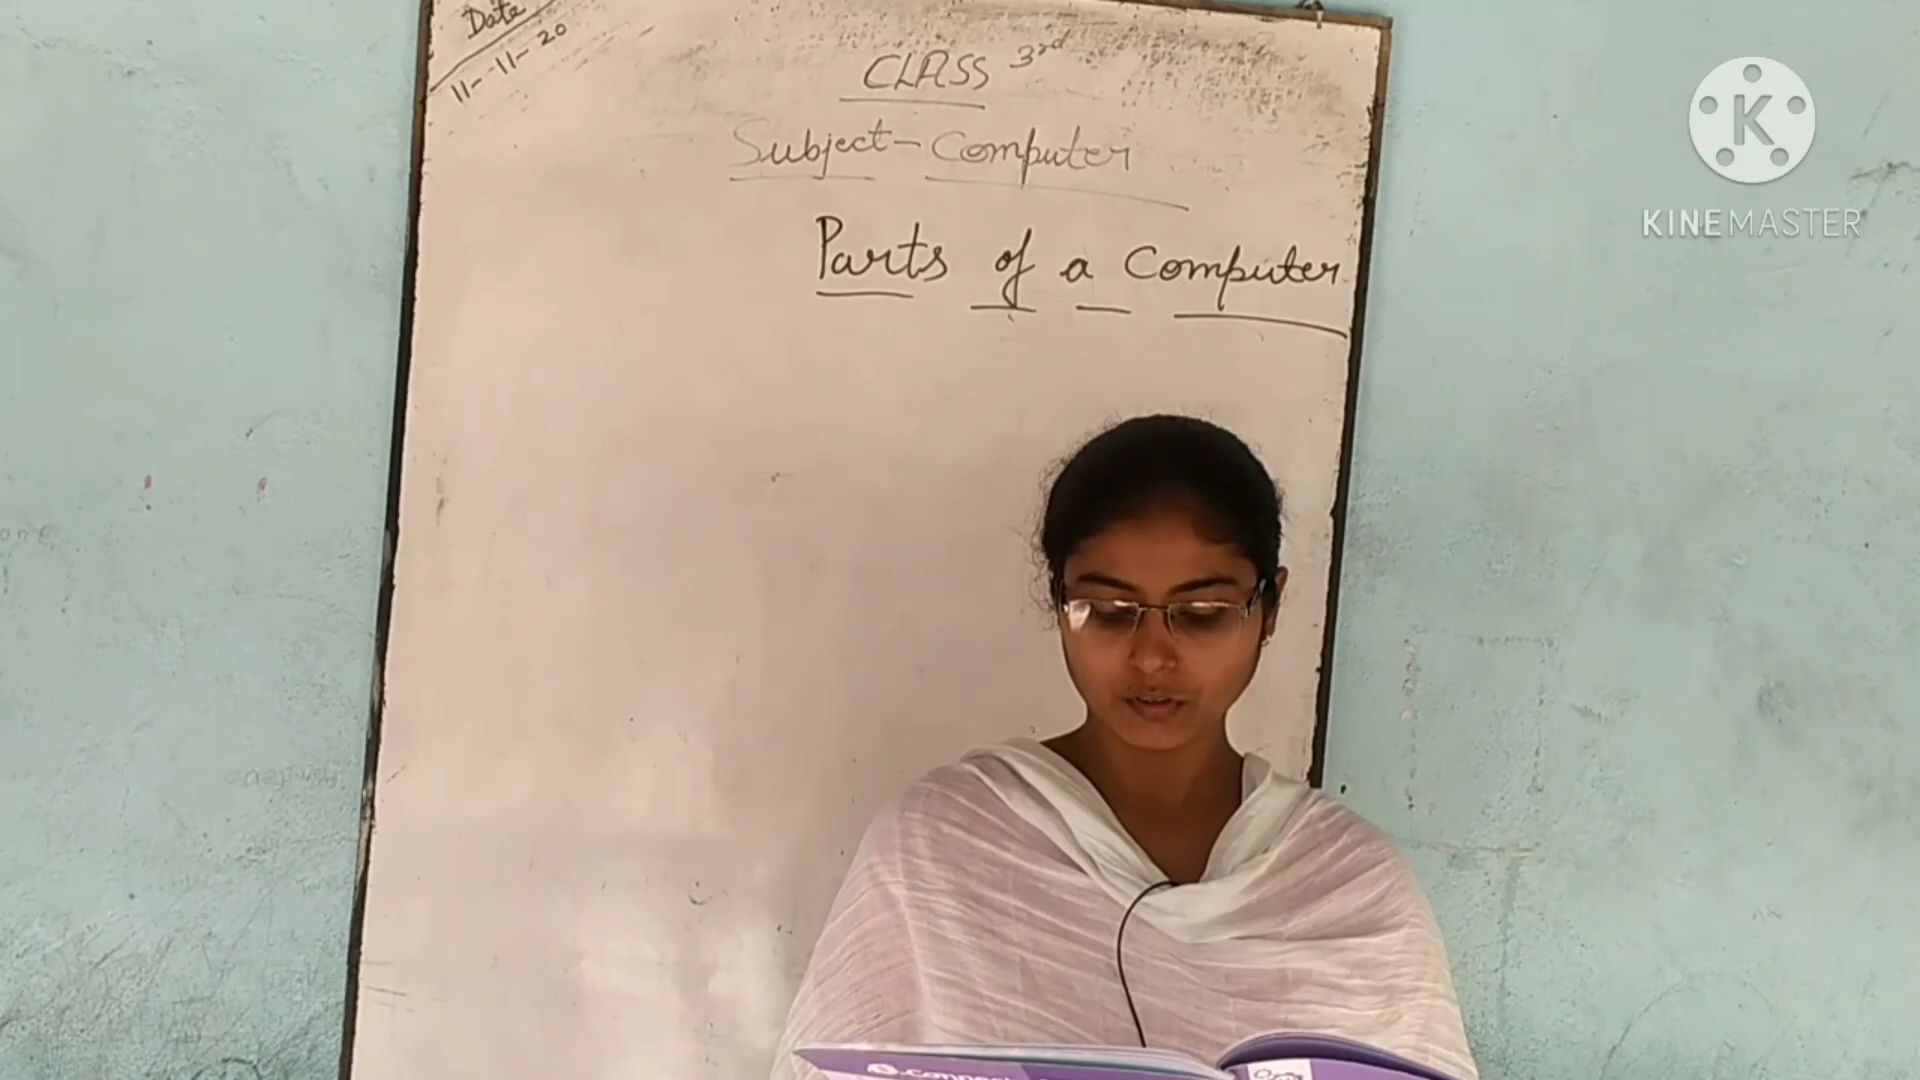 Date
11-11-20
CLASS 3rd
Subject - Computer
Parts of a Computer
KINEMASTER